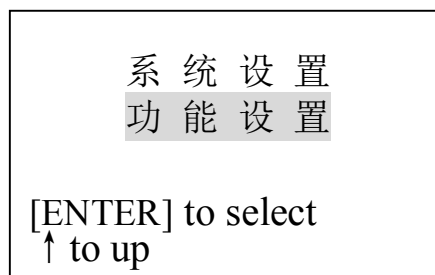 系 统 设 置
功 能 设 置
[ENTER] to select
↑ to up